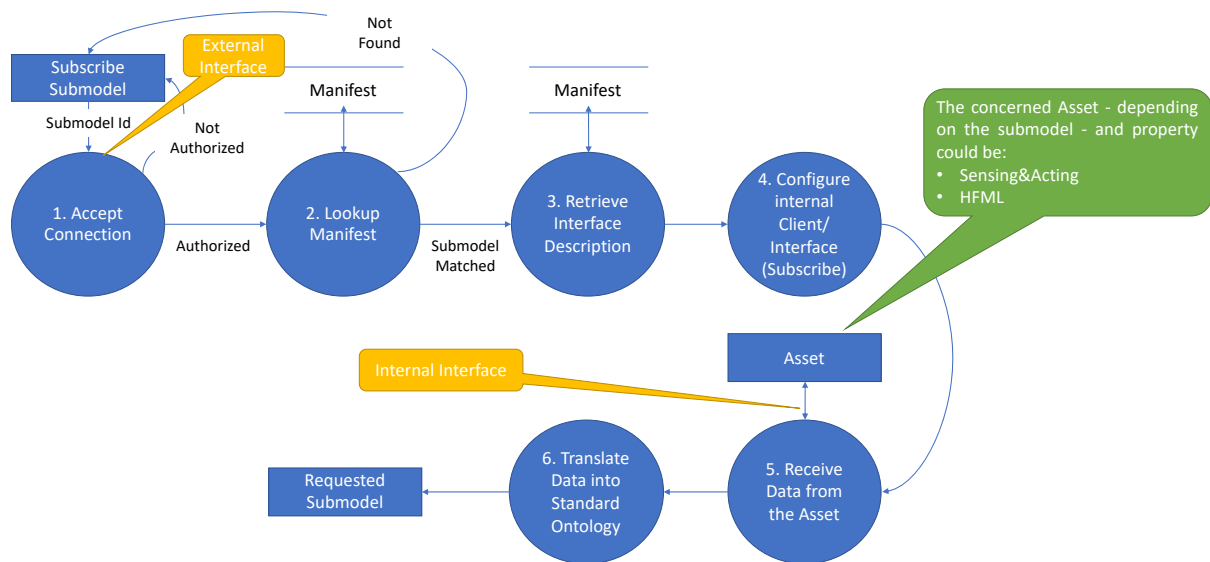 Not
Found
External
Interface
Subscribe
Submodel
Manifest
Manifest
Submodel Id
Not
Authorized
The concerned Asset - depending
on the submodel - and property
could be:
• Sensing&Acting
• HFML
1. Accept
Connection
Authorized
2. Lookup
Manifest
Submodel
Matched
3. Retrieve
Interface
Description
4. Configure
internal
Client/
Interface
(Subscribe)
Asset
Internal Interface
5. Receive
Data from
the Asset
6. Translate
Data into
Standard
Ontology
Requested
Submodel